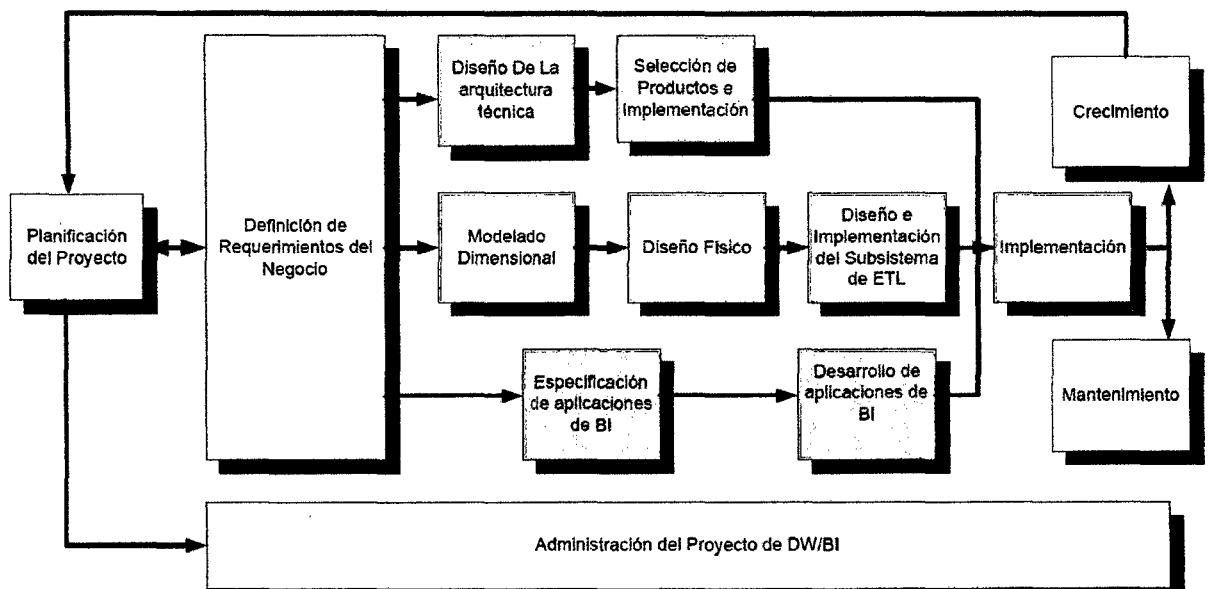 Diseño De La
arquitectura
técnica
Selección de
Productos e
Implementación
Crecimiento
Planificación
del Proyecto
Definición de
Requerimientos del
Negocio
Modelado
Dimensional
Diseño Físico
Diseño e
Implementación
del Subsistema
de ETL
Implementación
Especificación
de aplicaciones
de BI
Desarrollo de
aplicaciones de
BI
Mantenimiento
Administración del Proyecto de DW/BI